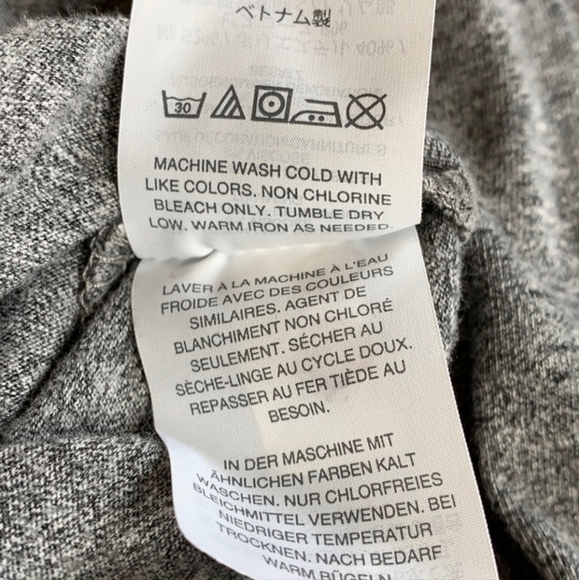 ベトナム製
30
MACHINE WASH COLD WITH
LIKE COLORS. NON CHLORINE
BLEACH ONLY. TUMBLE DRY
LOW. WARM IRON AS NEEDED.
LAVER À LA MACHINE À L'EAU
FROIDE AVEC DES COULEURS
SIMILAIRES. AGENT DE
BLANCHIMENT NON CHLORÉ
SEULEMENT. SÉCHER AU
SÈCHE-LINGE AU CYCLE DOUX.
REPASSER AU FER TIÈDE AU
BESOIN.
IN DER MASCHINE MIT
ÄHNLICHEN FARBEN KALT
WASCHEN. NUR CHLORFREIES
BLEICHMITTEL VERWENDEN. BEI
NIEDRIGER TEMPERATUR
TROCKNEN. NACH BEDARF
WARM BÜGELN